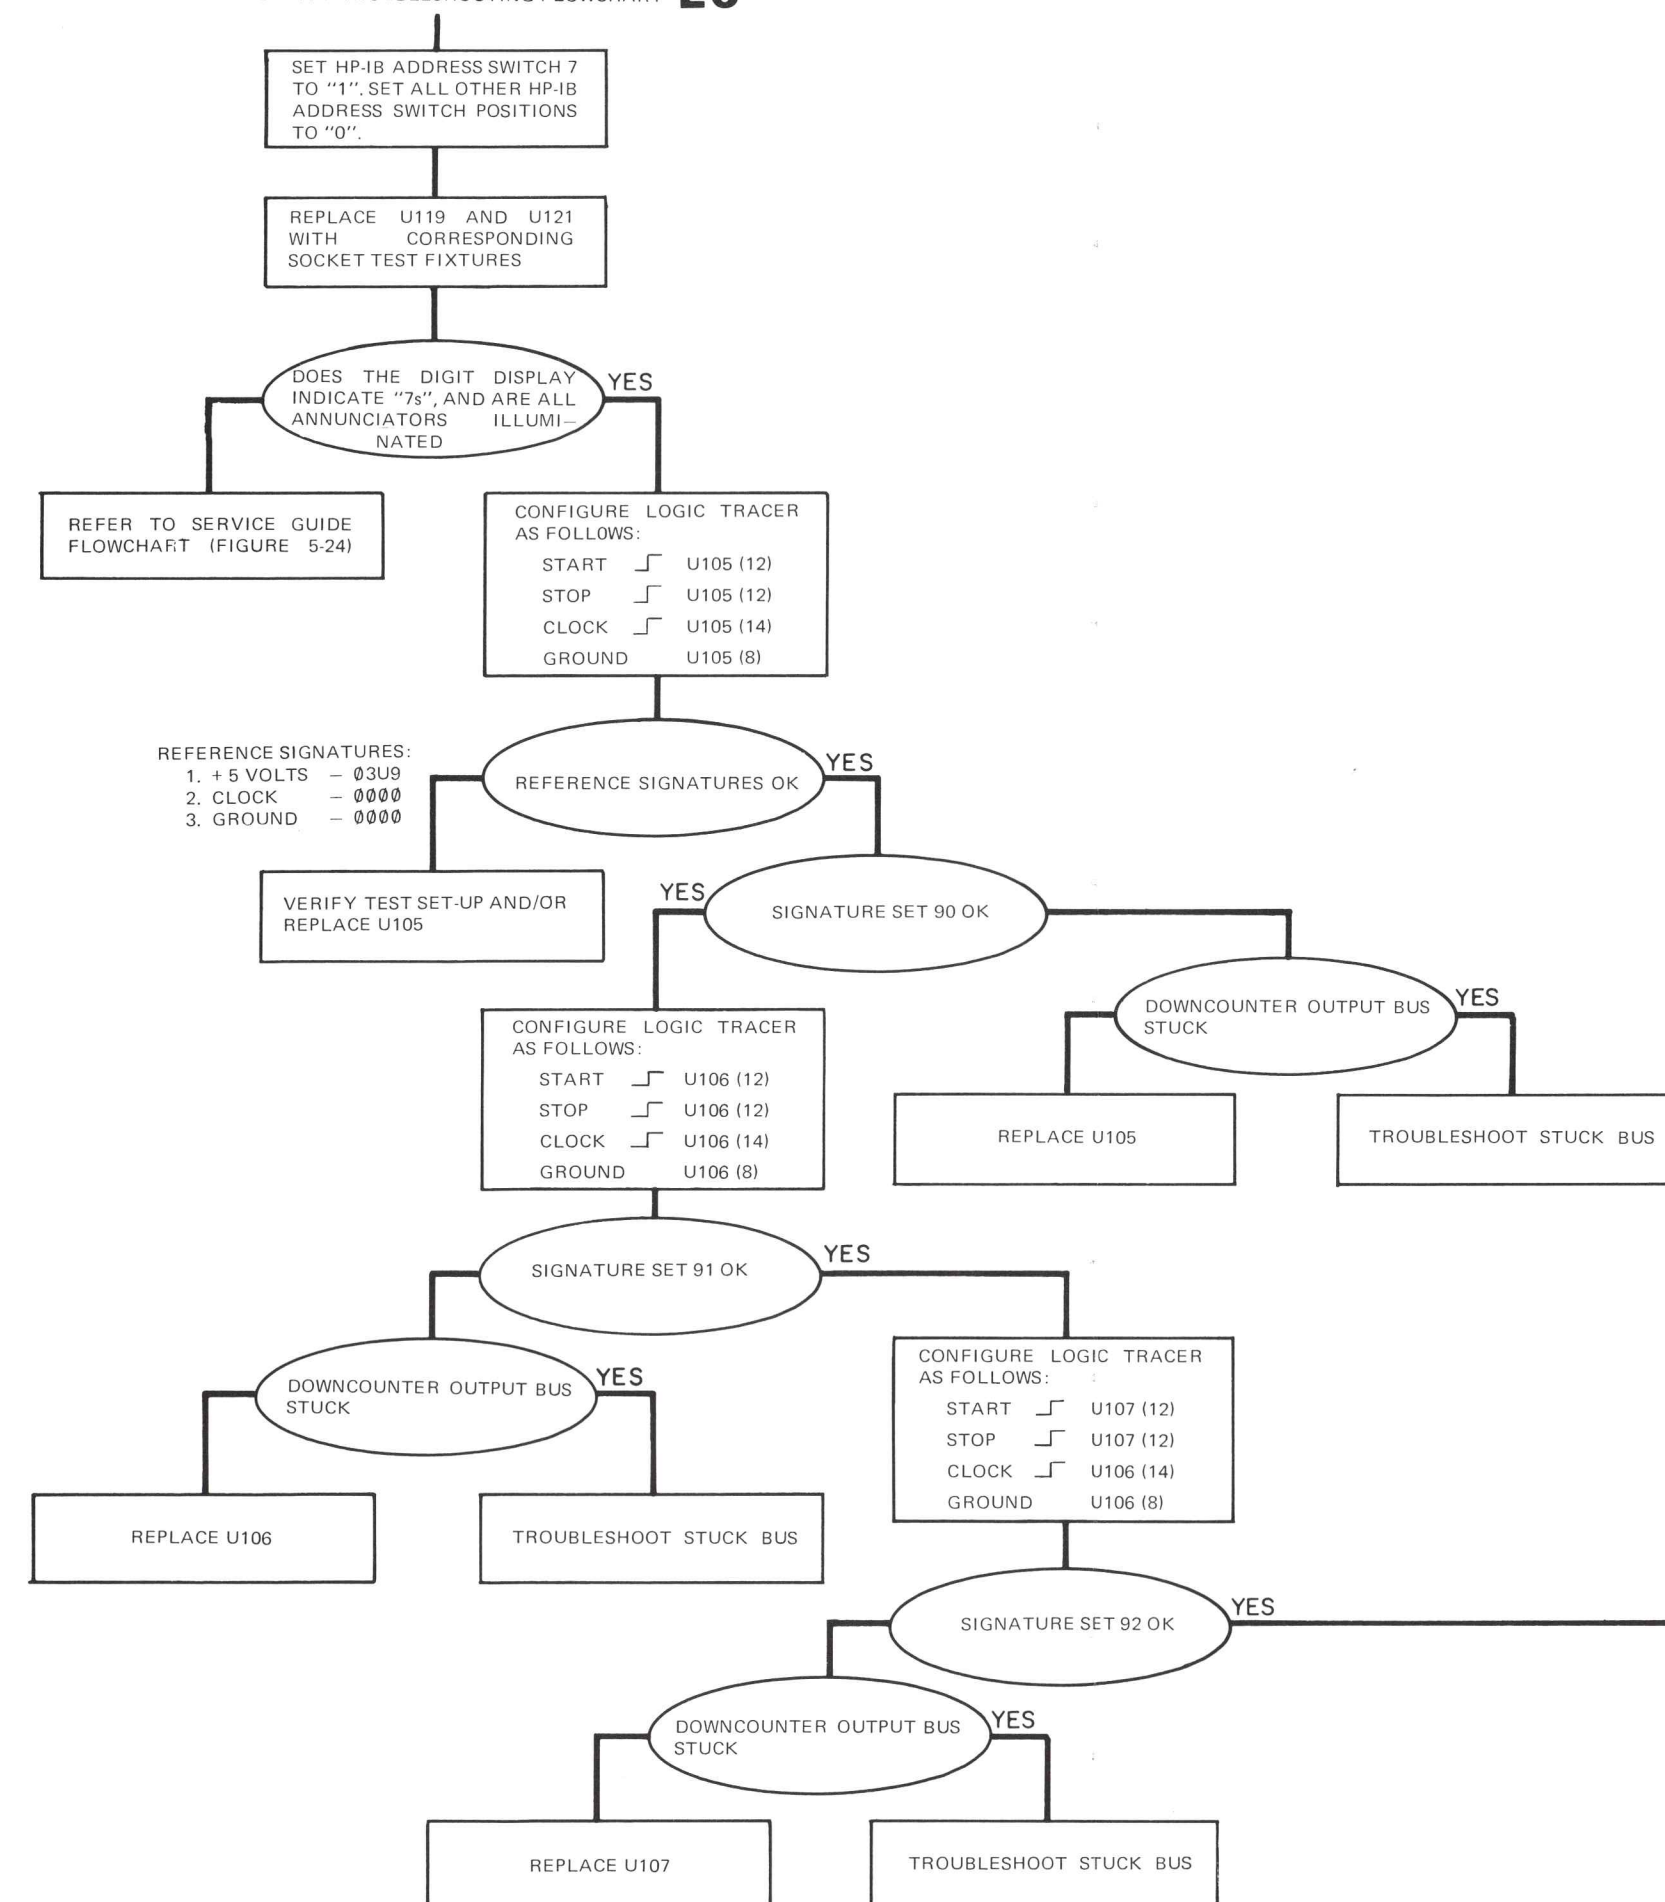 SET HP-IB ADDRESS SWITCH 7
TO "1". SET ALL OTHER HP-IB
ADDRESS SWITCH POSITIONS
TO "0".
REPLACE U119 AND U121
WITH CORRESPONDING
SOCKET TEST FIXTURES
DOES THE DIGIT DISPLAY
INDICATE "7s", AND ARE ALL
ANNUNCIATORS ILLUMI–
NATED
YES
REFER TO SERVICE GUIDE
FLOWCHART (FIGURE 5-24)
CONFIGURE LOGIC TRACER
AS FOLLOWS:
START U105 (12)
STOP U105 (12)
CLOCK U105 (14)
GROUND U105 (8)
REFERENCE SIGNATURES:
1. + 5 VOLTS – Ø3U9
2. CLOCK – ØØØØ
3. GROUND – ØØØØ
REFERENCE SIGNATURES OK
YES
VERIFY TEST SET-UP AND/OR
REPLACE U105
YES
SIGNATURE SET 90 OK
DOWNCOUNTER OUTPUT BUS
STUCK
YES
REPLACE U105
TROUBLESHOOT STUCK BUS
CONFIGURE LOGIC TRACER
AS FOLLOWS:
START U106 (12)
STOP U106 (12)
CLOCK U106 (14)
GROUND U106 (8)
SIGNATURE SET 91 OK
YES
DOWNCOUNTER OUTPUT BUS
STUCK
YES
REPLACE U106
TROUBLESHOOT STUCK BUS
CONFIGURE LOGIC TRACER
AS FOLLOWS:
START U107 (12)
STOP U107 (12)
CLOCK U106 (14)
GROUND U106 (8)
SIGNATURE SET 92 OK
YES
DOWNCOUNTER OUTPUT BUS
STUCK
YES
REPLACE U107
TROUBLESHOOT STUCK BUS